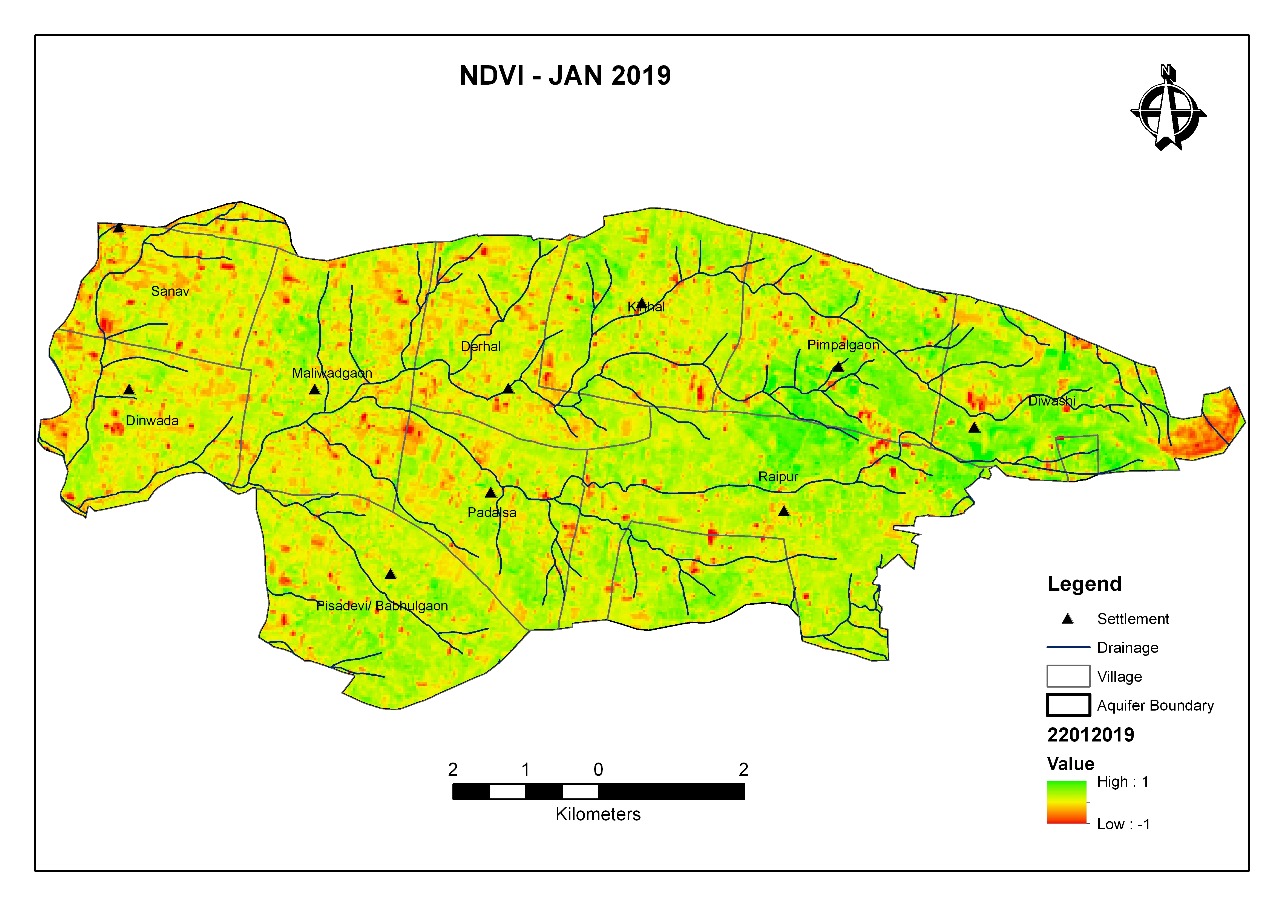 NDVI - JAN 2019
N
Sanav
Kinhal
Derhal
Pimpalgaon
Maliwadgaon
Diwashi
Dinwada
Raipur
Padalsa
Pisadevi/ Babhulgaon
Legend
Settlement
Drainage
Village
Aquifer Boundary
22012019
Value
High : 1
Low : -1
2 1 0 2
Kilometers